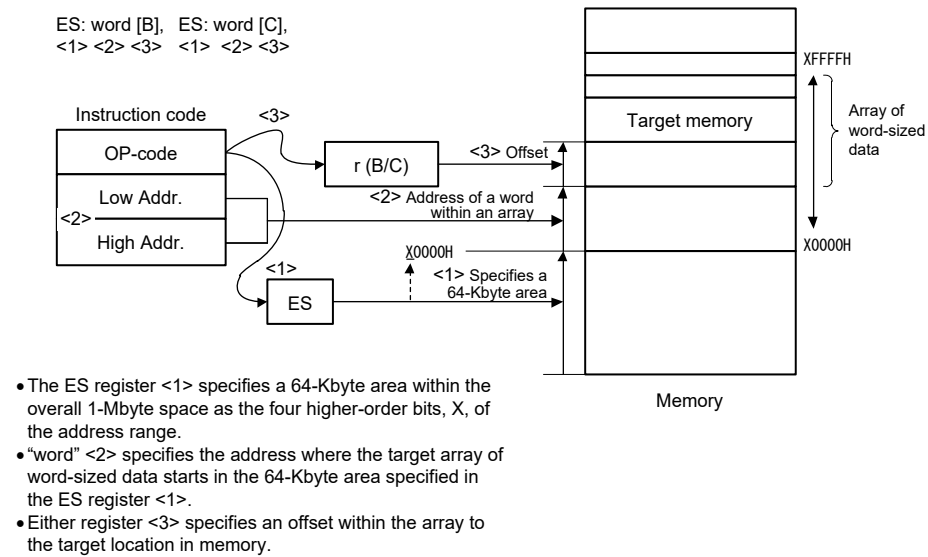 ES: word [B], ES: word [C],
<1> <2> <3> <1> <2> <3>
XFFFFH
Instruction code
<3>
Array of
word-sized
data
Target memory
OP-code
r (B/C)
<3> Offset
Low Addr.
<2> Address of a word
within an array
<2>
High Addr.
X0000H
X0000H
<1>
<1> Specifies a
64-Kbyte area
ES
Memory
• The ES register <1> specifies a 64-Kbyte area within the
overall 1-Mbyte space as the four higher-order bits, X, of
the address range.
• “word” <2> specifies the address where the target array of
word-sized data starts in the 64-Kbyte area specified in
the ES register <1>.
• Either register <3> specifies an offset within the array to
the target location in memory.